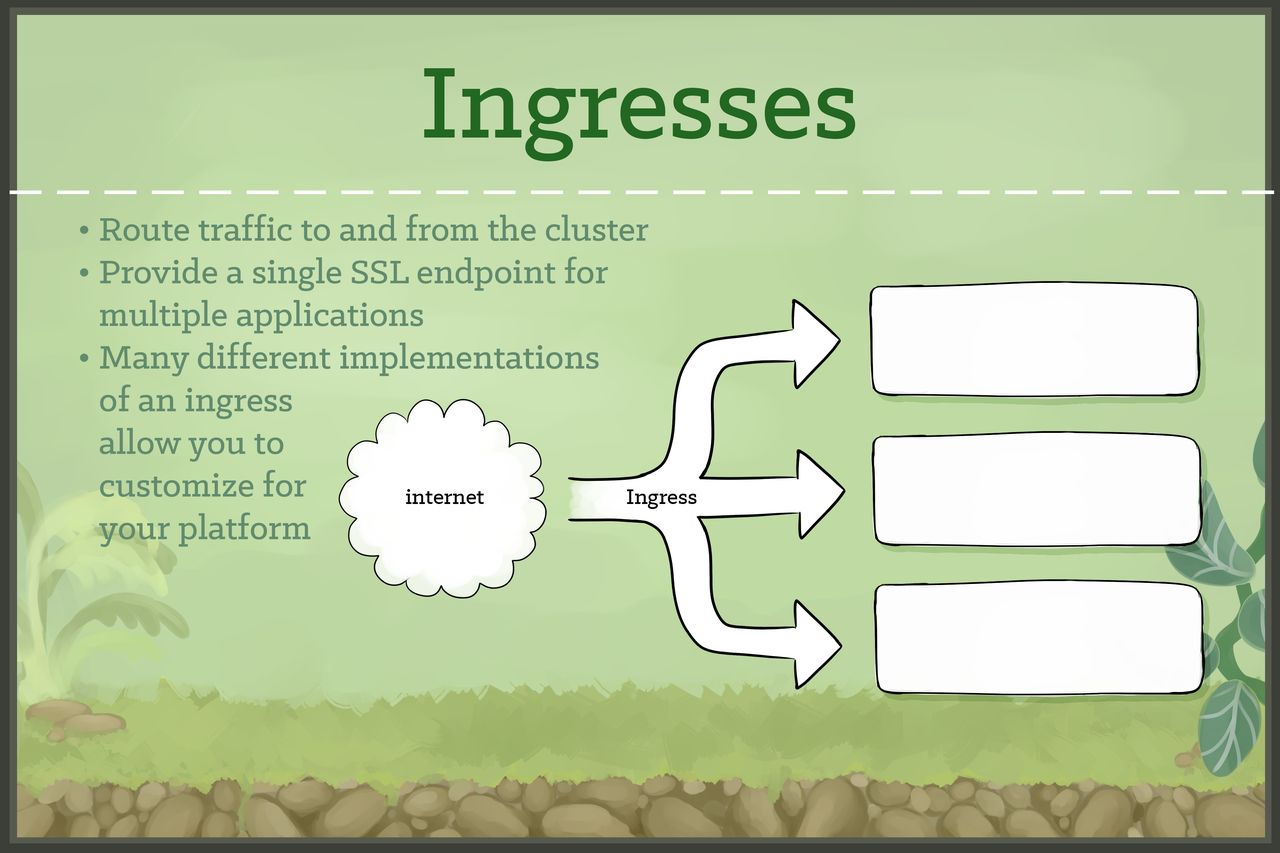 Ingresses
• Route traffic to and from the cluster
• Provide a single SSL endpoint for
multiple applications
• Many different implementations
of an ingress
allow you to
customize for
your platform
internet
Ingress